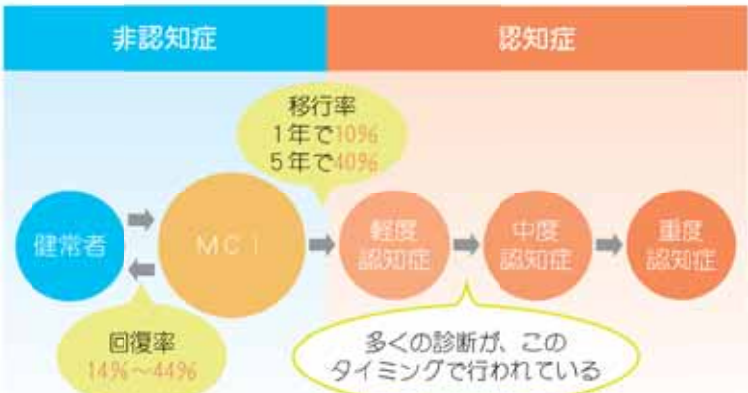 非認知症
認知症
移行率
1年で10%
5年で40%
健常者
MCI
軽度
認知症
中度
認知症
重度
認知症
回復率
14%～44%
多くの診断が、この
タイミングで行われている